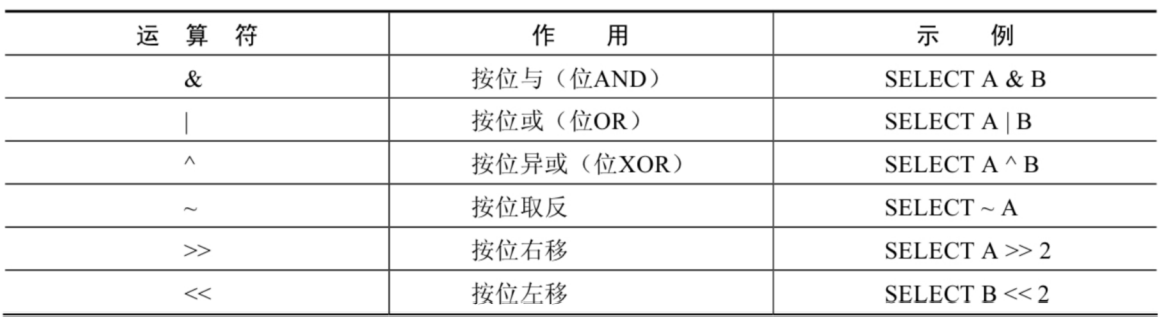 运 算 符 作 用 示 例
& 按位与（位AND） SELECT A & B
| 按位或（位OR） SELECT A | B
^ 按位异或（位XOR） SELECT A ^ B
~ 按位取反 SELECT ~ A
>> 按位右移 SELECT A >> 2
<< 按位左移 SELECT B << 2